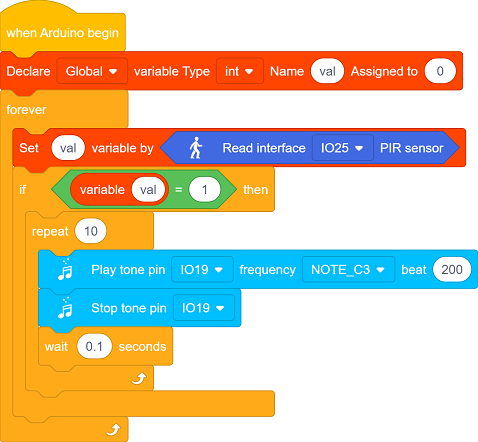 when Arduino begin
Declare Global variable Type int Name val Assigned to 0
forever
Set val variable by Read interface IO25 PIR sensor
if variable val = 1 then
repeat 10
Play tone pin IO19 frequency NOTE_C3 beat 200
Stop tone pin IO19
wait 0.1 seconds